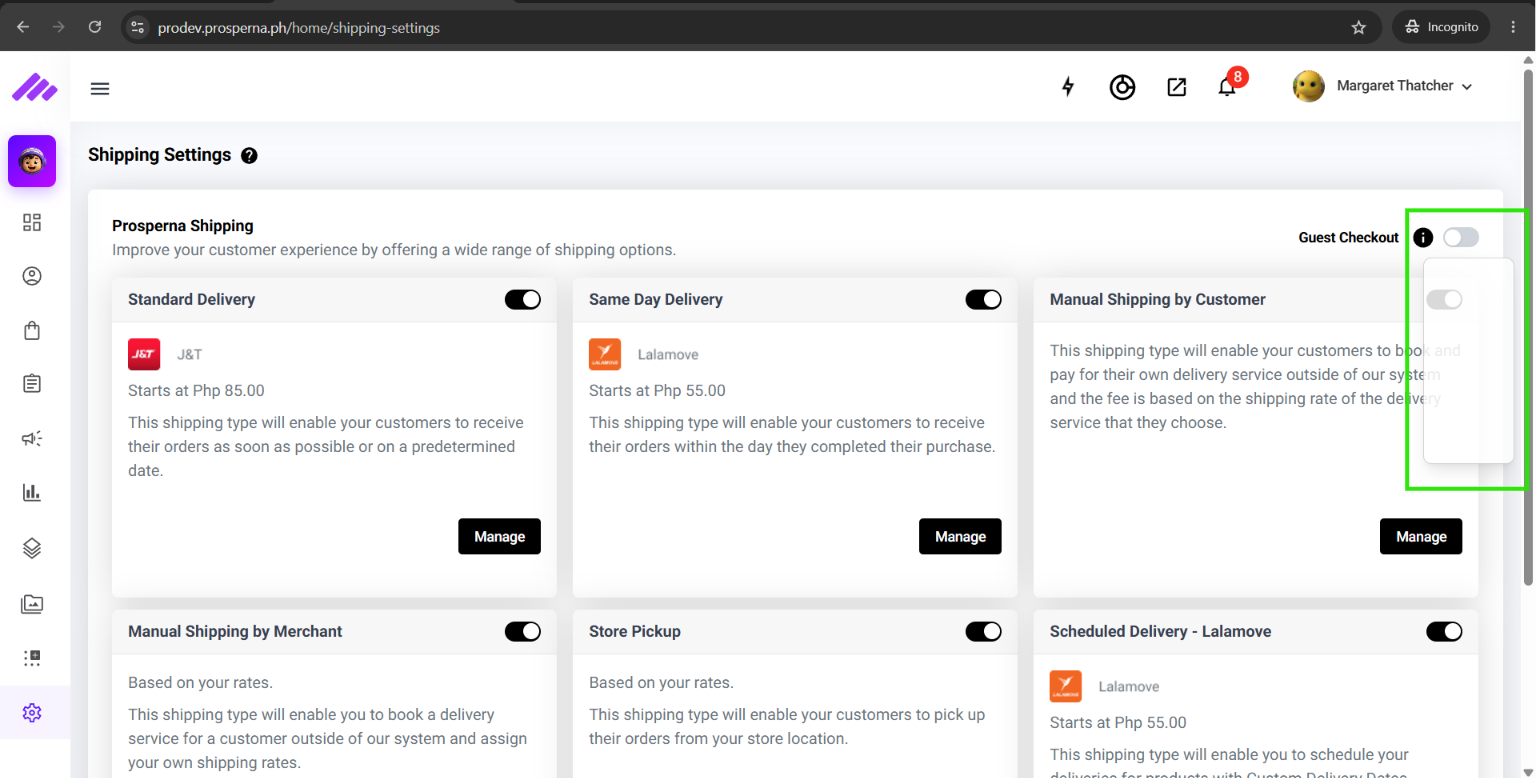 prodev.prosperna.ph/home/shipping-settings
Incognito
8
Margaret Thatcher
Shipping Settings
Prosperna Shipping
Improve your customer experience by offering a wide range of shipping options.
Guest Checkout
Standard Delivery
J&T
J&T
Starts at Php 85.00
This shipping type will enable your customers to receive
their orders as soon as possible or on a predetermined
date.
Manage
Same Day Delivery
LALAMOVE
Lalamove
Starts at Php 55.00
This shipping type will enable your customers to receive
their orders within the day they completed their purchase.
Manage
Manual Shipping by Customer
This shipping type will enable your customers to book and
pay for their own delivery service outside of our system
and the fee is based on the shipping rate of the delivery
service that they choose.
Manage
Manual Shipping by Merchant
Based on your rates.
This shipping type will enable you to book a delivery
service for a customer outside of our system and assign
your own shipping rates.
Store Pickup
Based on your rates.
This shipping type will enable your customers to pick up
their orders from your store location.
Scheduled Delivery - Lalamove
LALAMOVE
Lalamove
Starts at Php 55.00
This shipping type will enable you to schedule your
deliveries for products with Custom Delivery Dates